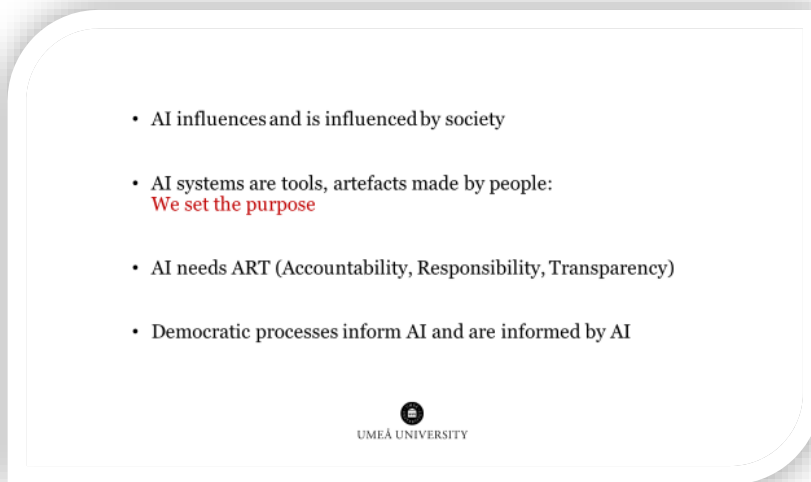 • AI influences and is influenced by society
• AI systems are tools, artefacts made by people:
We set the purpose
• AI needs ART (Accountability, Responsibility, Transparency)
• Democratic processes inform AI and are informed by AI
UMEÅ UNIVERSITY